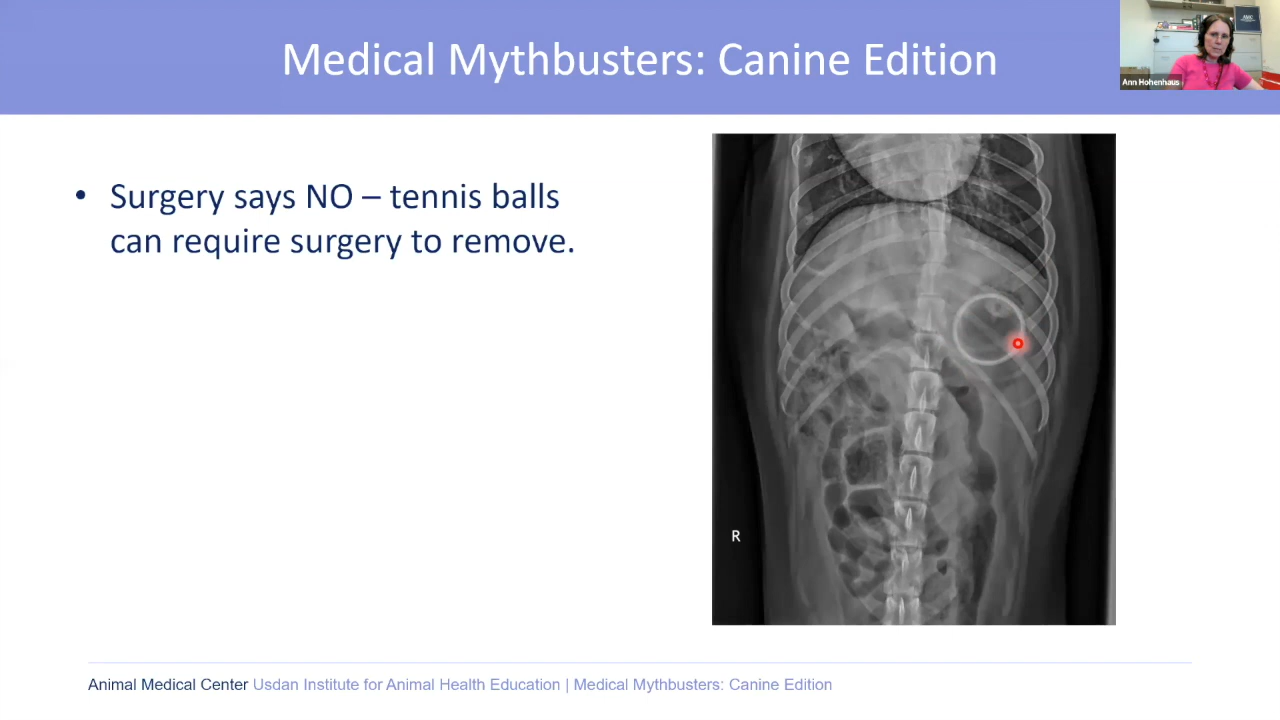 Medical Mythbusters: Canine Edition
Ann Hohenhaus
• Surgery says NO – tennis balls
can require surgery to remove.
R
Animal Medical Center Usdan Institute for Animal Health Education | Medical Mythbusters: Canine Edition